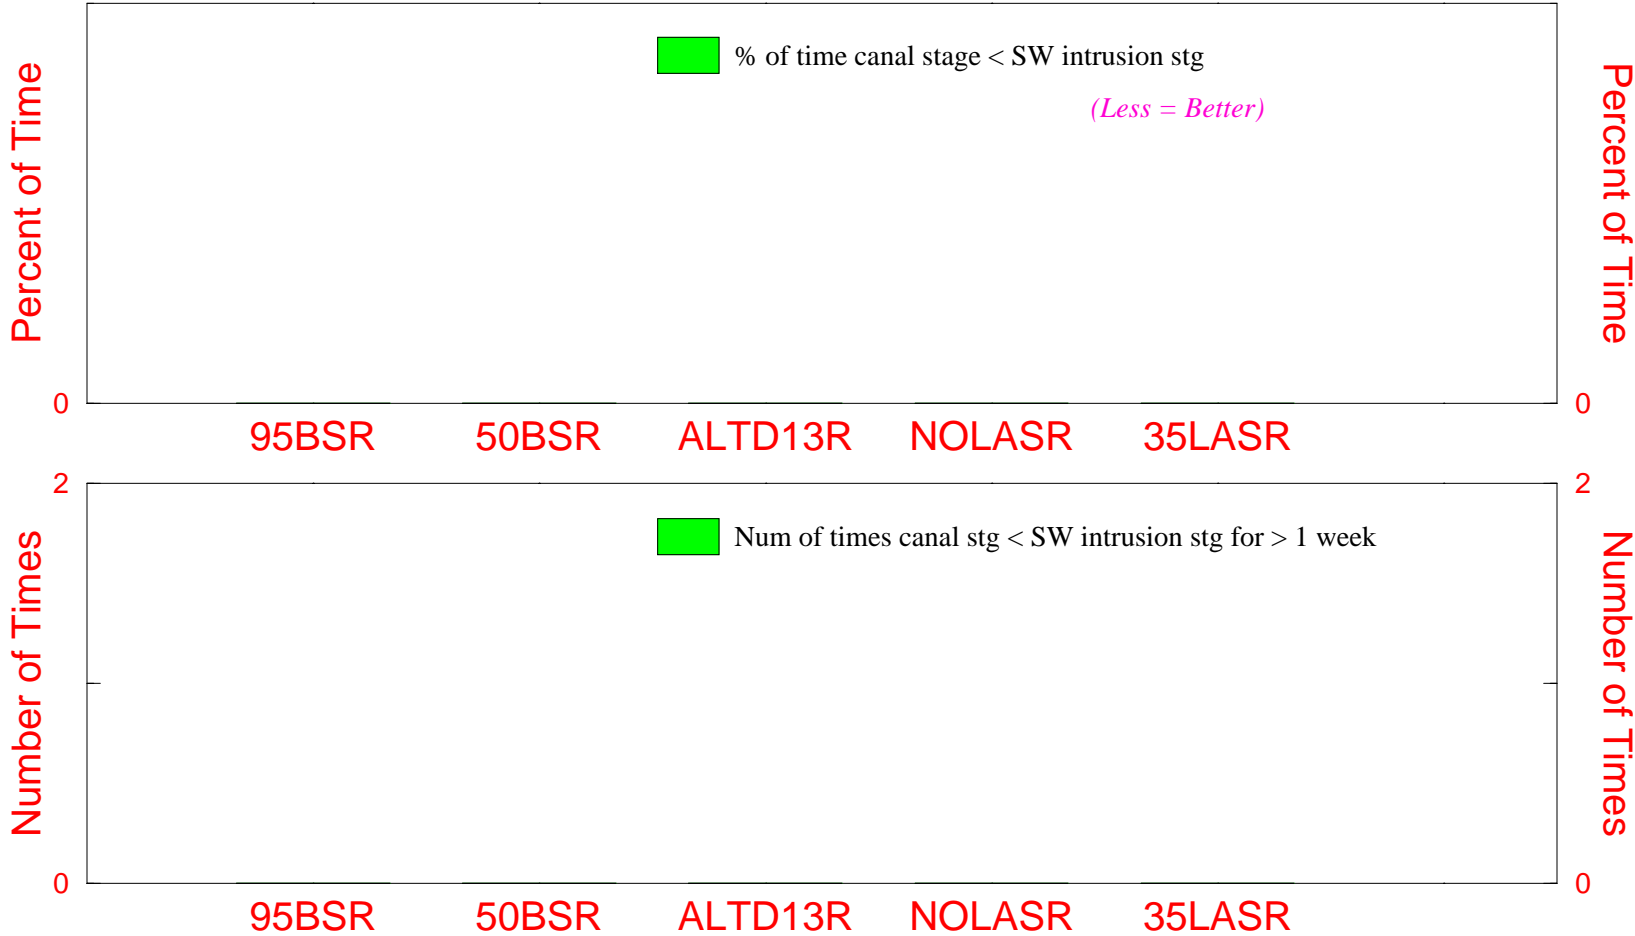 % of time canal stage < SW intrusion stg
(Less = Better)
Percent of Time
Percent of Time
0
0
95BSR 50BSR ALTD13R NOLASR 35LASR
2
2
Num of times canal stg < SW intrusion stg for > 1 week
Number of Times
Number of Times
0
0
95BSR 50BSR ALTD13R NOLASR 35LASR